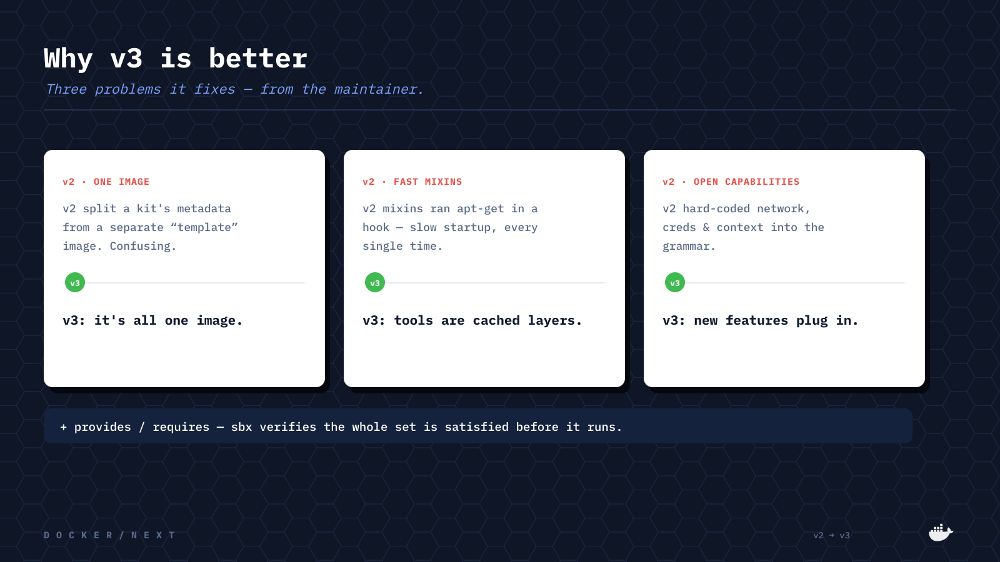 Why v3 is better
Three problems it fixes — from the maintainer.
v2 · ONE IMAGE
v2 split a kit's metadata
from a separate “template”
image. Confusing.
v3
v3: it's all one image.
v2 · FAST MIXINS
v2 mixins ran apt-get in a
hook — slow startup, every
single time.
v3
v3: tools are cached layers.
v2 · OPEN CAPABILITIES
v2 hard-coded network,
creds & context into the
grammar.
v3
v3: new features plug in.
+ provides / requires — sbx verifies the whole set is satisfied before it runs.
DOCKER/NEXT
v2 → v3